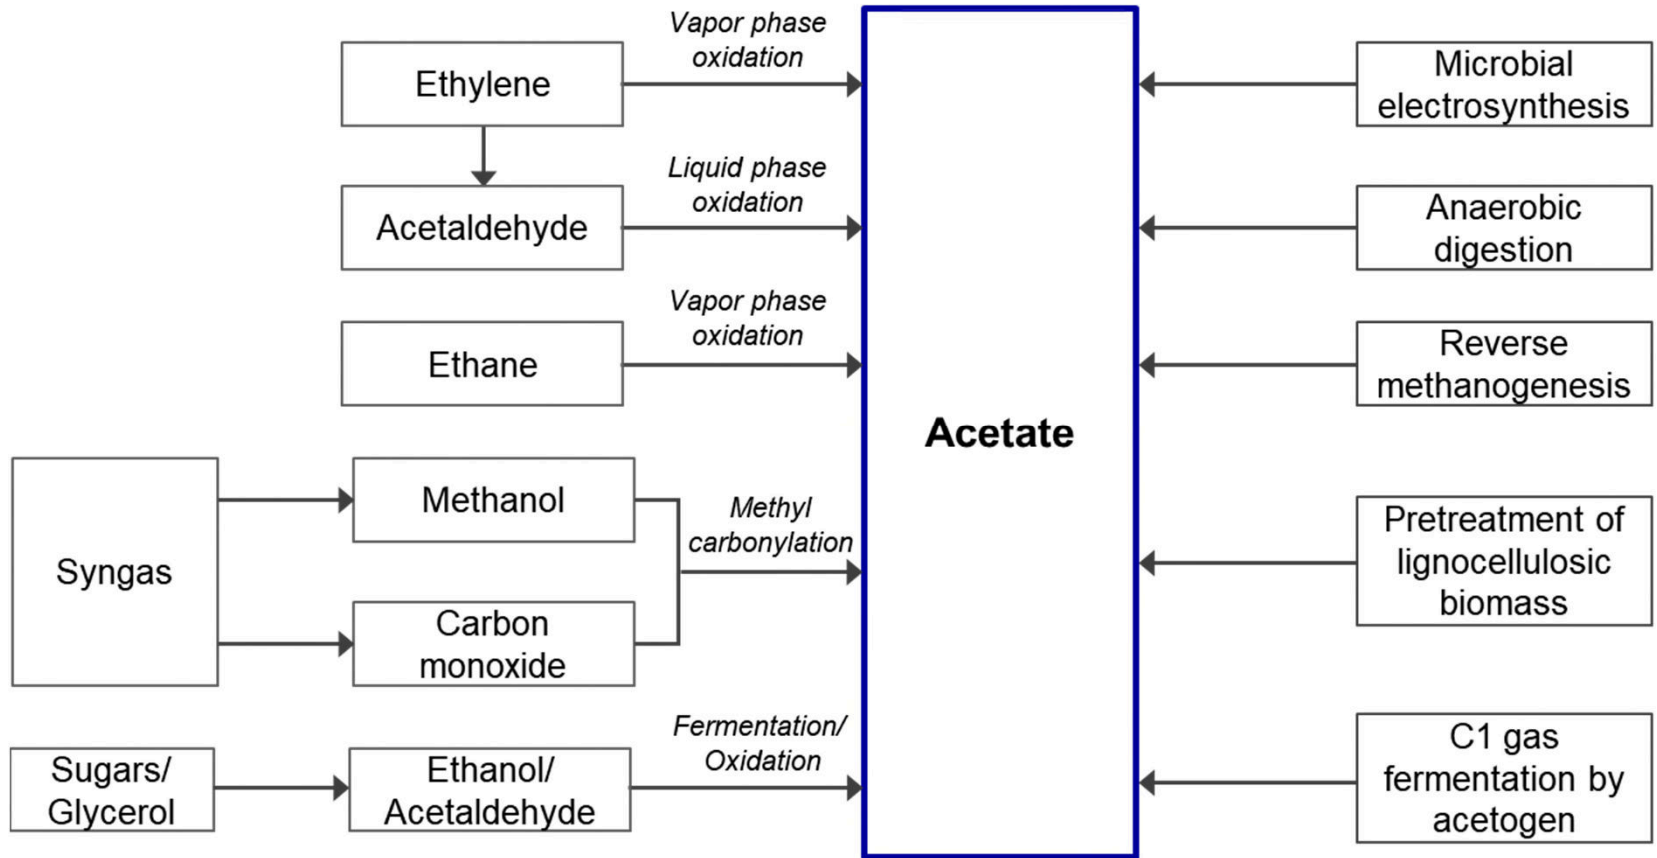 Vapor phase
oxidation
Ethylene
Liquid phase
oxidation
Acetaldehyde
Vapor phase
oxidation
Ethane
Syngas
Methanol
Carbon
monoxide
Methyl
carbonylation
Sugars/
Glycerol
Ethanol/
Acetaldehyde
Fermentation/
Oxidation
Acetate
Microbial
electrosynthesis
Anaerobic
digestion
Reverse
methanogenesis
Pretreatment of
lignocellulosic
biomass
C1 gas
fermentation by
acetogen